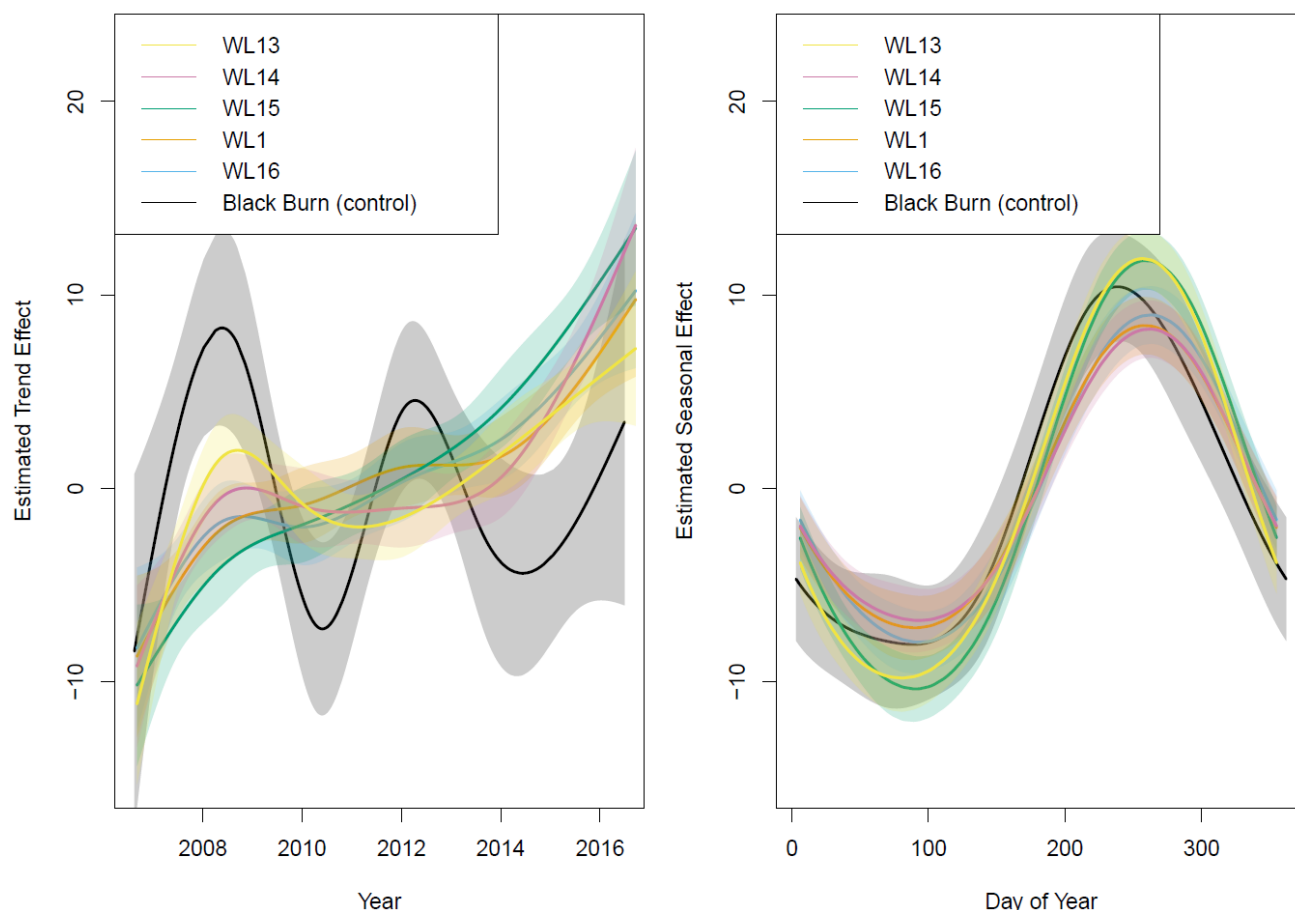 WL13
WL14
WL15
WL1
WL16
Black Burn (control)
20
10
0
−10
Estimated Trend Effect
2008 2010 2012 2014 2016
Year
WL13
WL14
WL15
WL1
WL16
Black Burn (control)
20
10
0
−10
Estimated Seasonal Effect
0 100 200 300
Day of Year